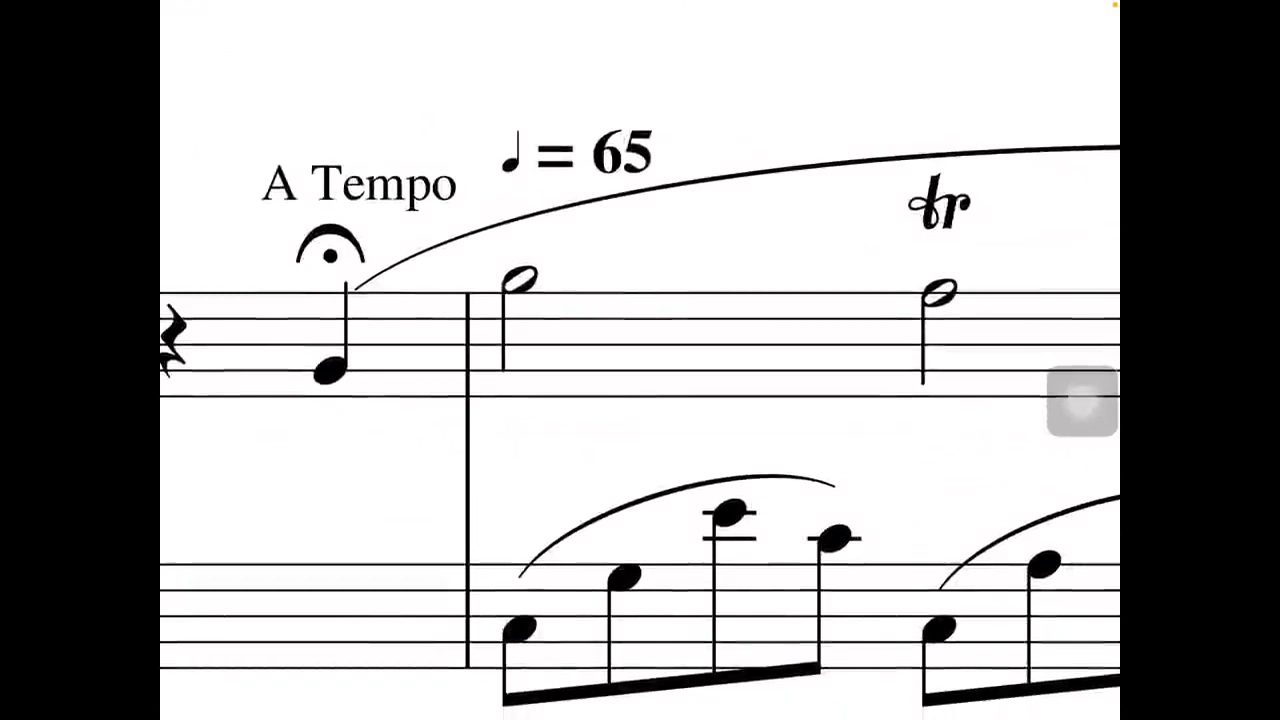 ♩ = 65
A Tempo
tr